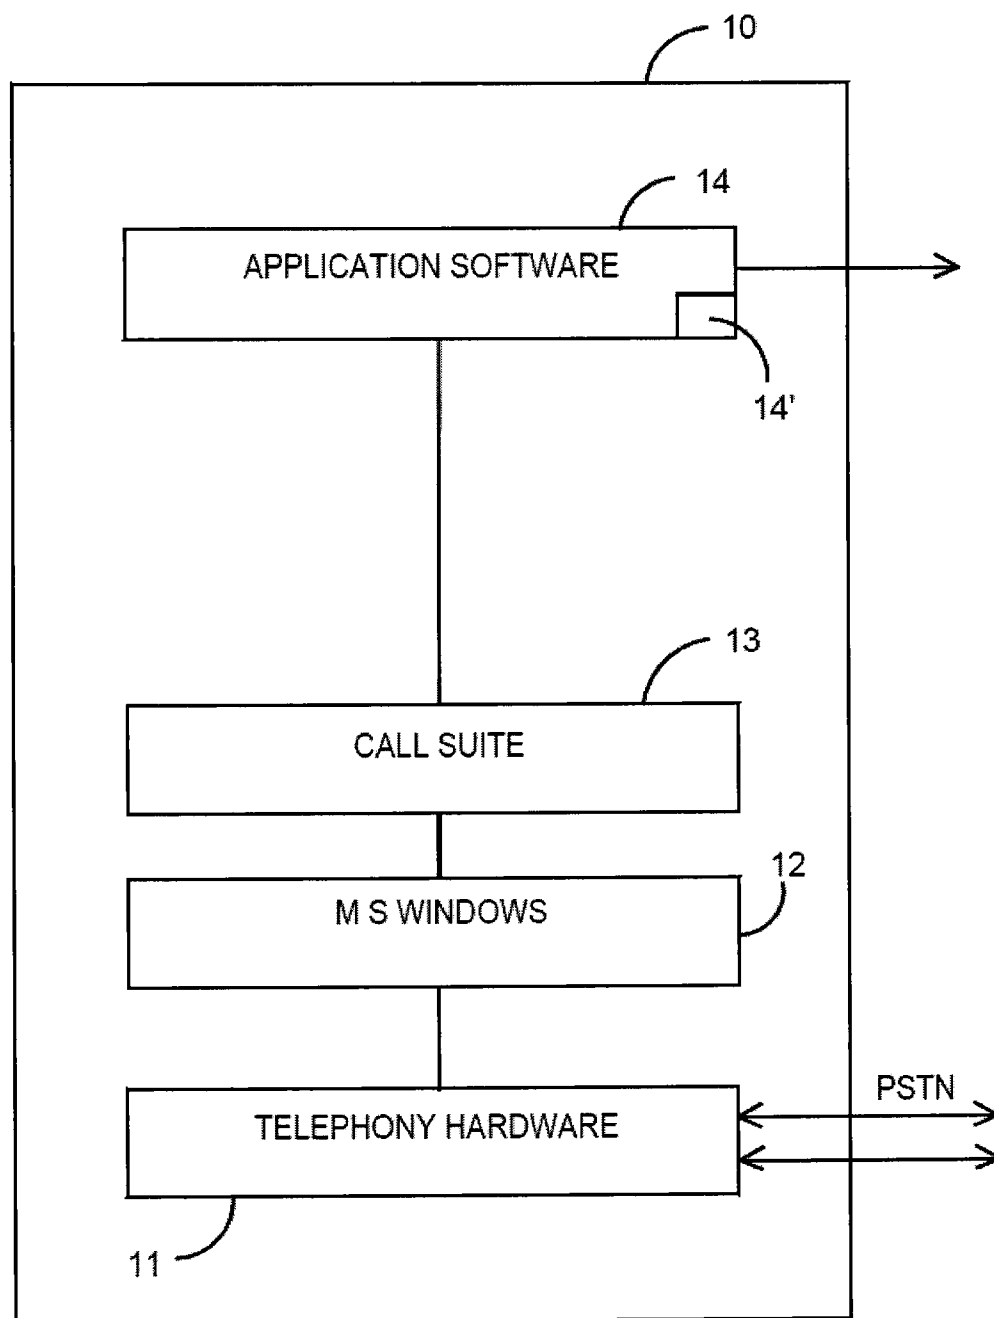 10
14
APPLICATION SOFTWARE
14'
13
CALL SUITE
12
M S WINDOWS
PSTN
TELEPHONY HARDWARE
11